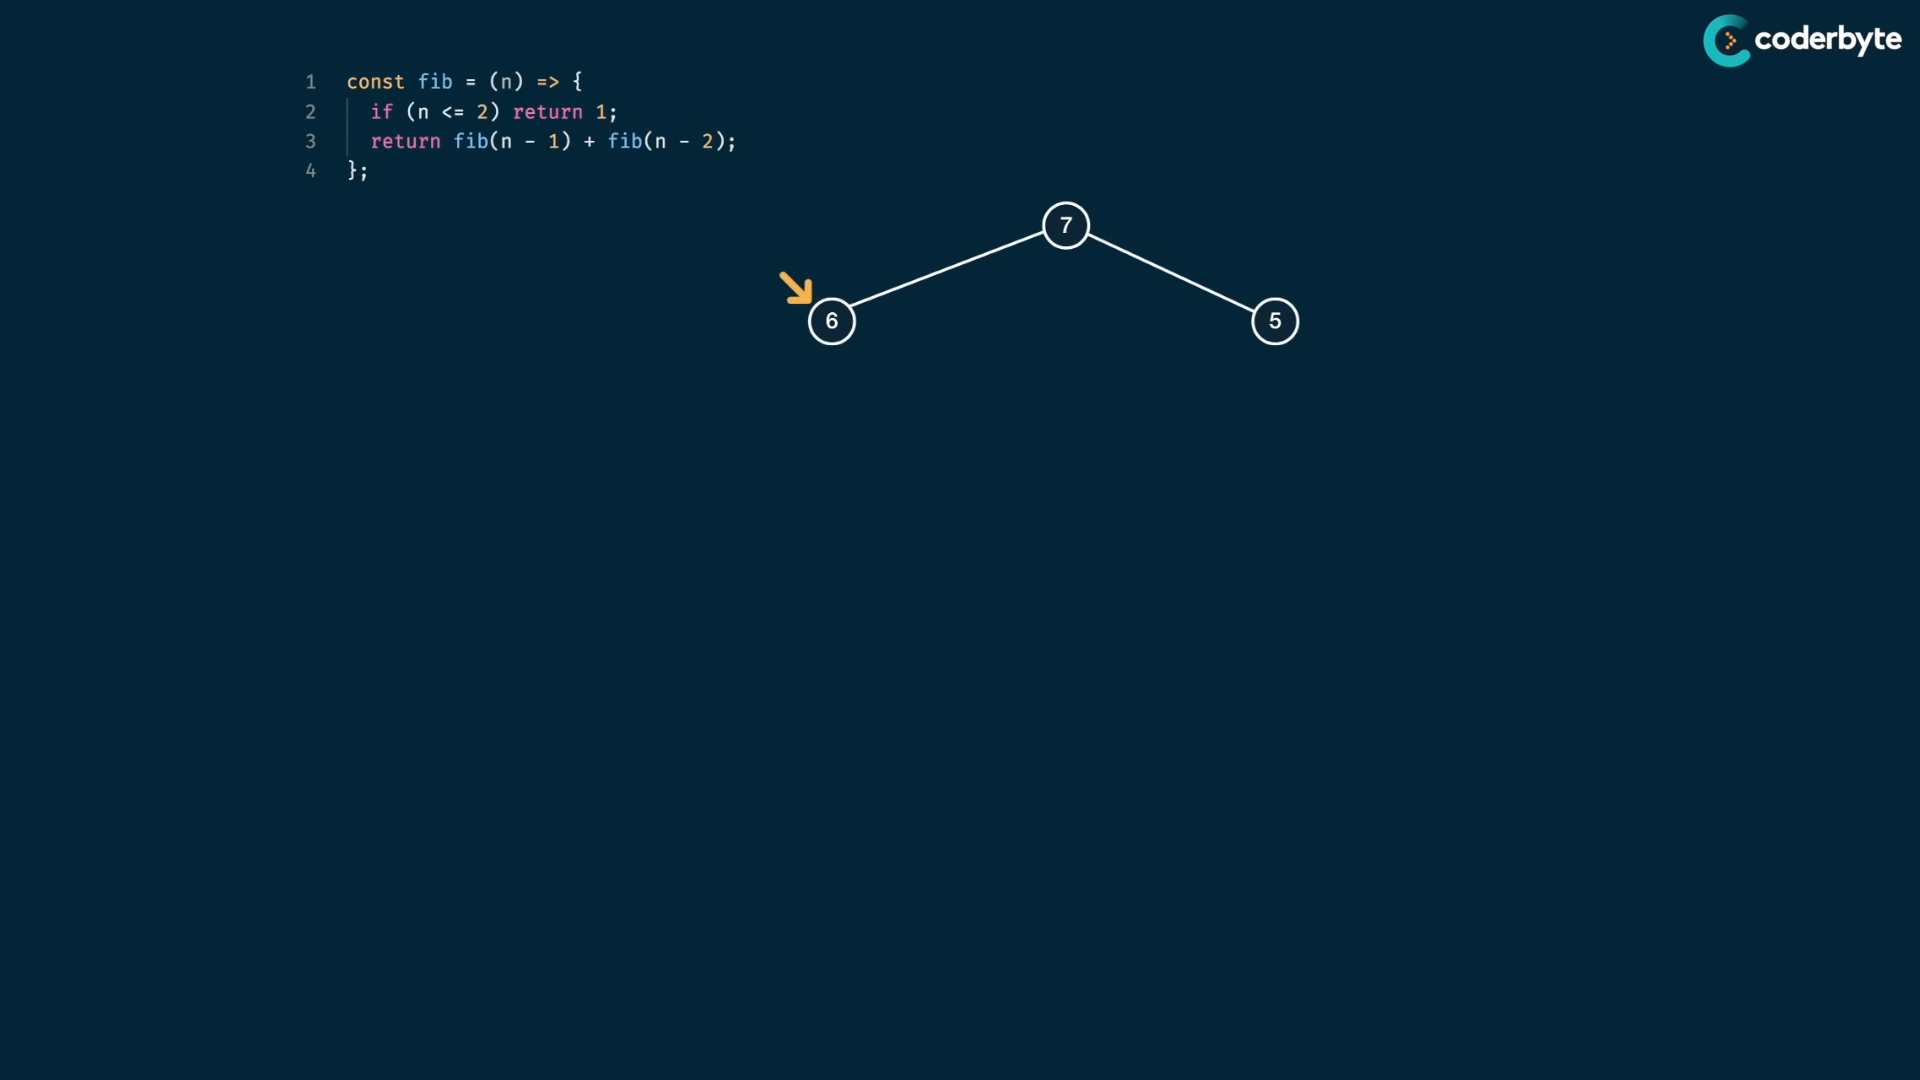 coderbyte
1 const fib = (n) => {
2 if (n <= 2) return 1;
3 return fib(n - 1) + fib(n - 2);
4 };
7
6
5